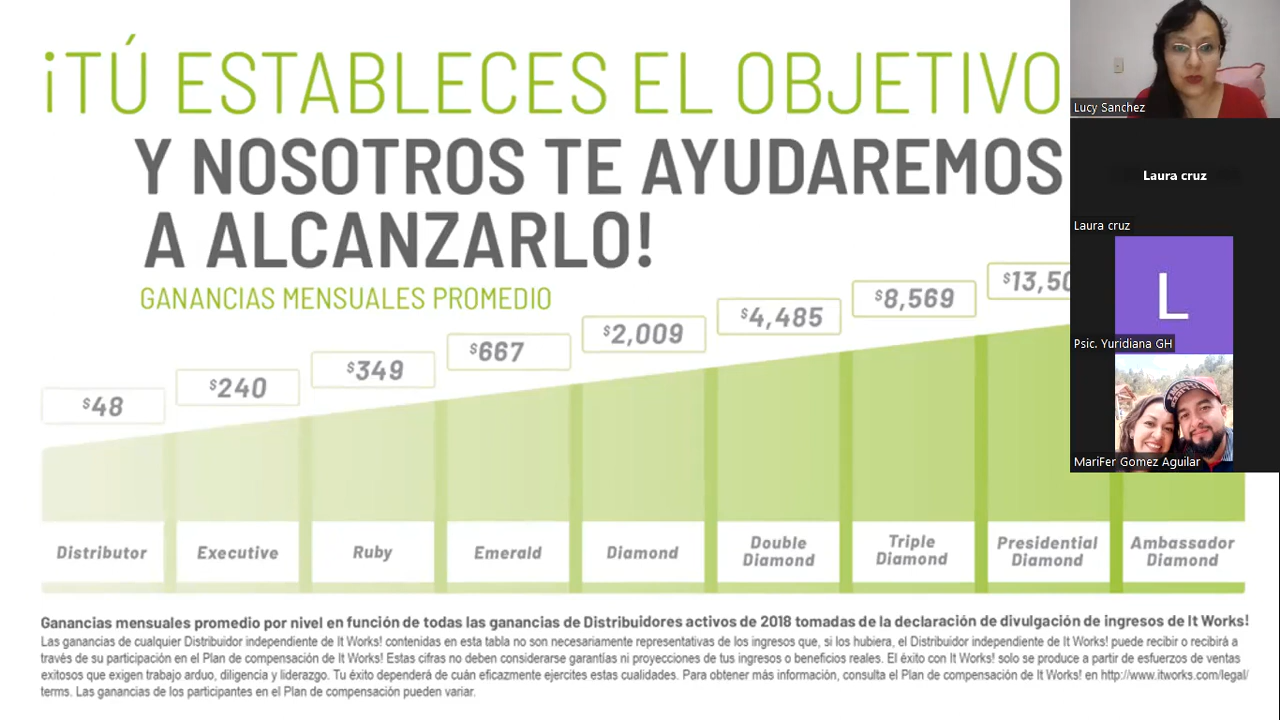 ¡TÚ ESTABLECES EL OBJETIVO
Y NOSOTROS TE AYUDAREMOS
A ALCANZARLO!
GANANCIAS MENSUALES PROMEDIO
$48
$240
$349
$667
$2,009
$4,485
$8,569
Distributor
Executive
Ruby
Emerald
Diamond
Double
Diamond
Triple
Diamond
Presidential
Diamond
Ambassador
Diamond
Ganancias mensuales promedio por nivel en función de todas las ganancias de Distribuidores activos de 2018 tomadas de la declaración de divulgación de ingresos de It Works!
Las ganancias de cualquier Distribuidor independiente de It Works! contenidas en esta tabla no son necesariamente representativas de los ingresos que, si los hubiera, el Distribuidor independiente de It Works! puede recibir o recibirá a
través de su participación en el Plan de compensación de It Works! Estas cifras no deben considerarse garantías ni proyecciones de tus ingresos o beneficios reales. El éxito con It Works! solo se produce a partir de esfuerzos de ventas
exitosos que exigen trabajo arduo, diligencia y liderazgo. Tu éxito dependerá de cuán eficazmente ejercites estas cualidades. Para obtener más información, consulta el Plan de compensación de It Works! en http://www.itworks.com/legal/
terms. Las ganancias de los participantes en el Plan de compensación pueden variar.
Lucy Sanchez
Laura cruz
Laura cruz
L
Psic. Yuridiana GH
MariFer Gomez Aguilar